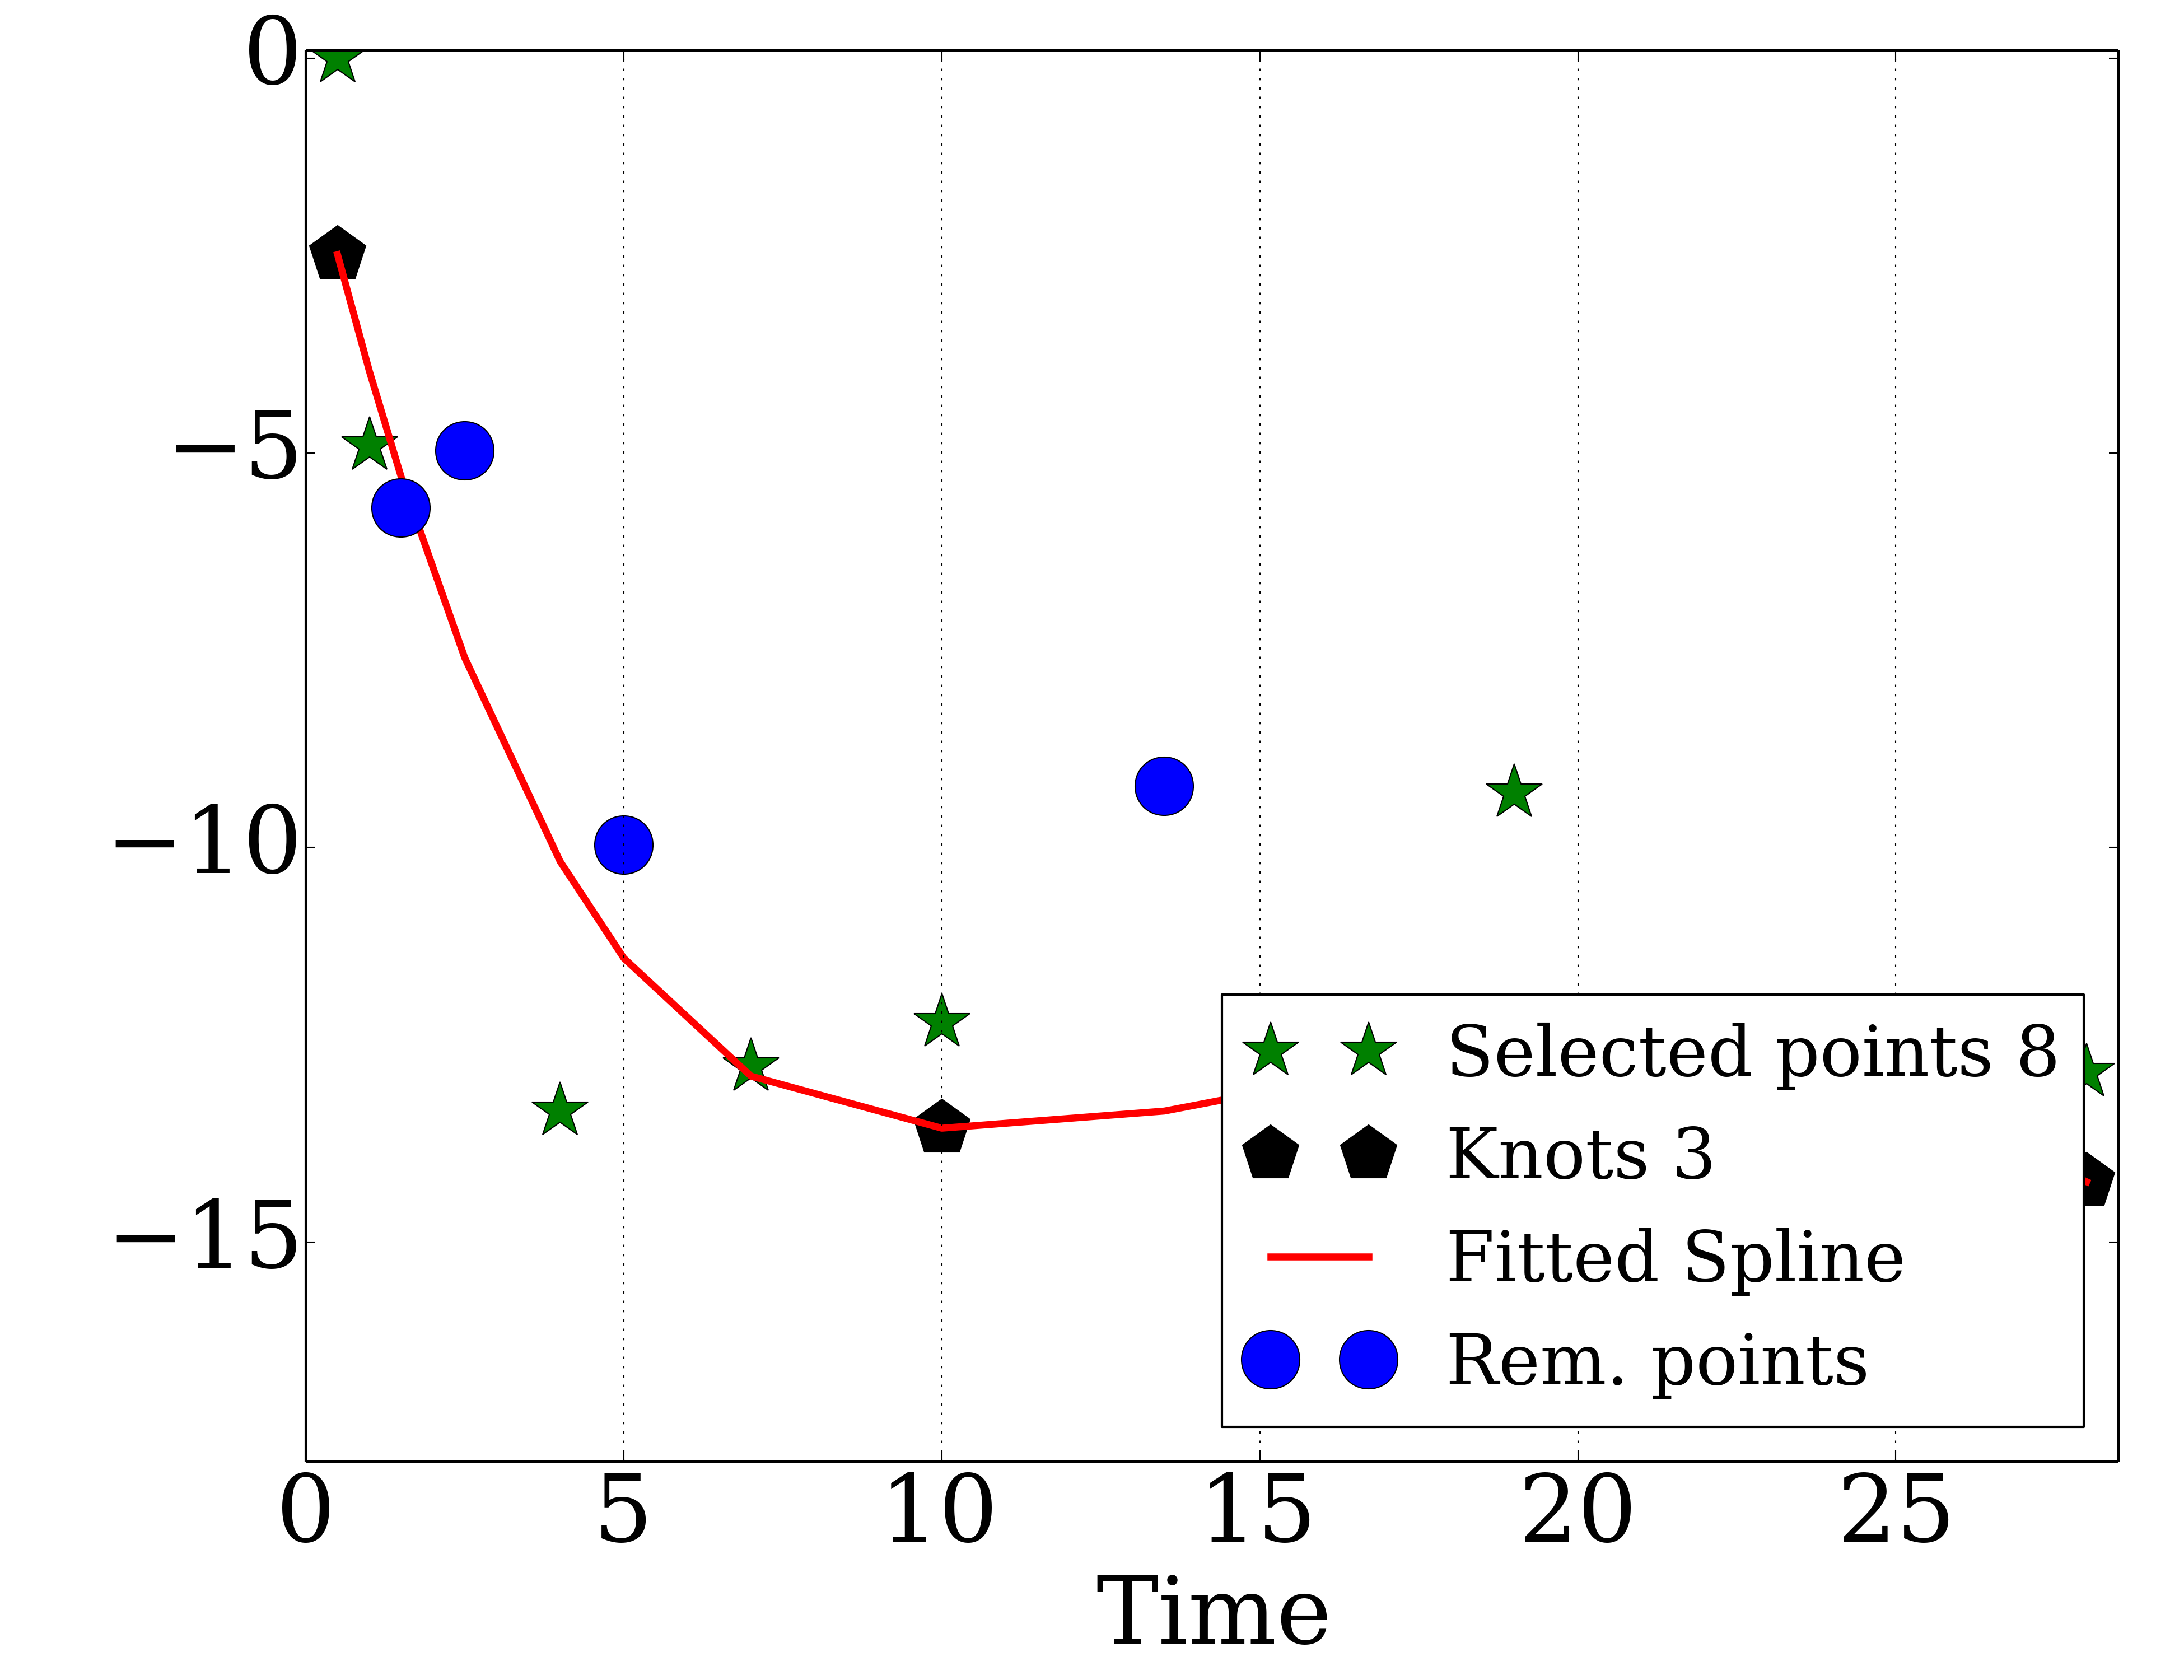 0
−5
−10
−15
Selected points 8
Knots 3
Fitted Spline
Rem. points
0 5 10 15 20 25
Time